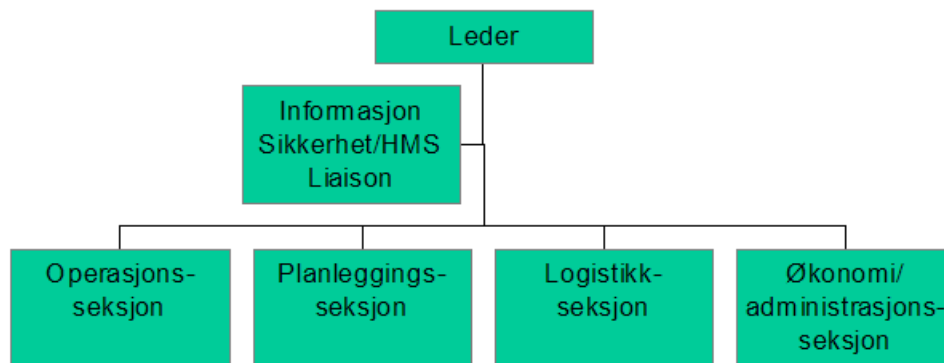 Leder
Informasjon
Sikkerhet/HMS
Liaison
Operasjons-
seksjon
Planleggings-
seksjon
Logistikk-
seksjon
Økonomi/
administrasjons-
seksjon